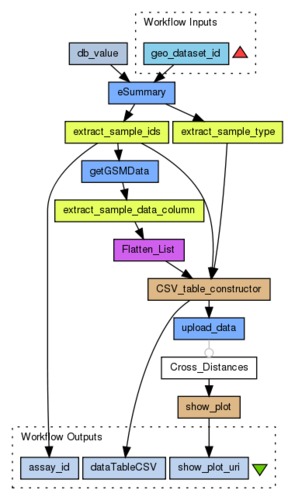 Workflow Inputs
db_value
geo_dataset_id
eSummary
extract_sample_ids
extract_sample_type
getGSMData
extract_sample_data_column
Flatten_List
CSV_table_constructor
upload_data
Cross_Distances
show_plot
Workflow Outputs
assay_id
dataTableCSV
show_plot_uri